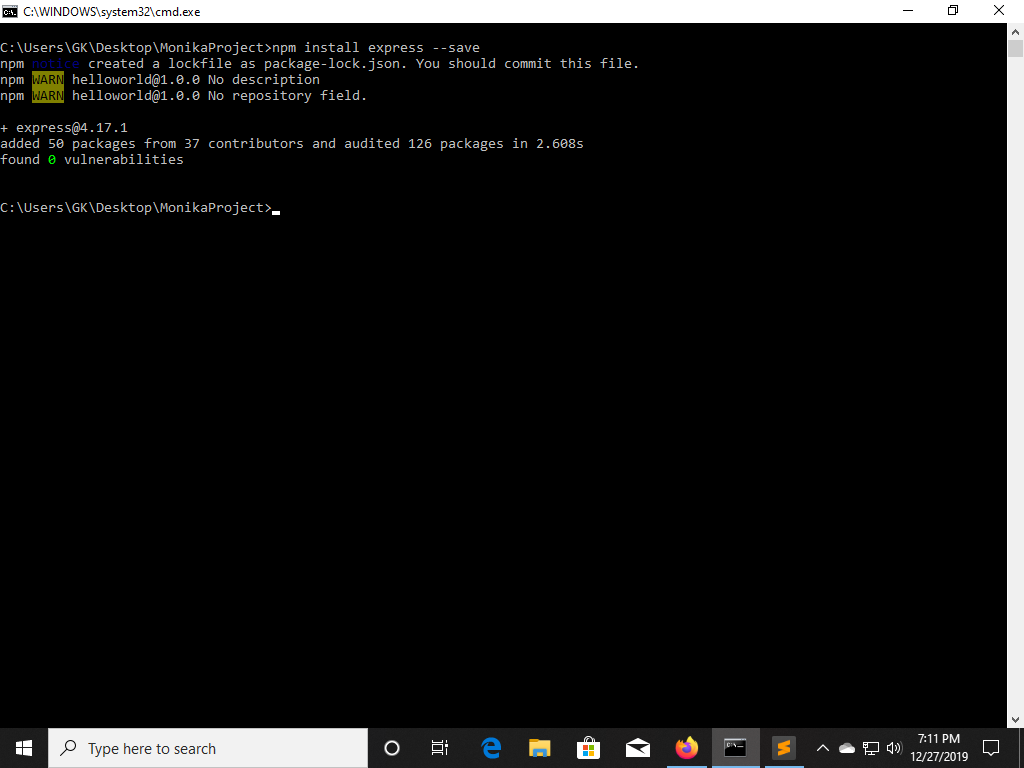 C:\WINDOWS\system32\cmd.exe
C:\Users\GK\Desktop\MonikaProject>npm install express --save
npm notice created a lockfile as package-lock.json. You should commit this file.
npm WARN helloworld@1.0.0 No description
npm WARN helloworld@1.0.0 No repository field.
+ express@4.17.1
added 50 packages from 37 contributors and audited 126 packages in 2.608s
found 0 vulnerabilities
C:\Users\GK\Desktop\MonikaProject>
Type here to search
7:11 PM
12/27/2019